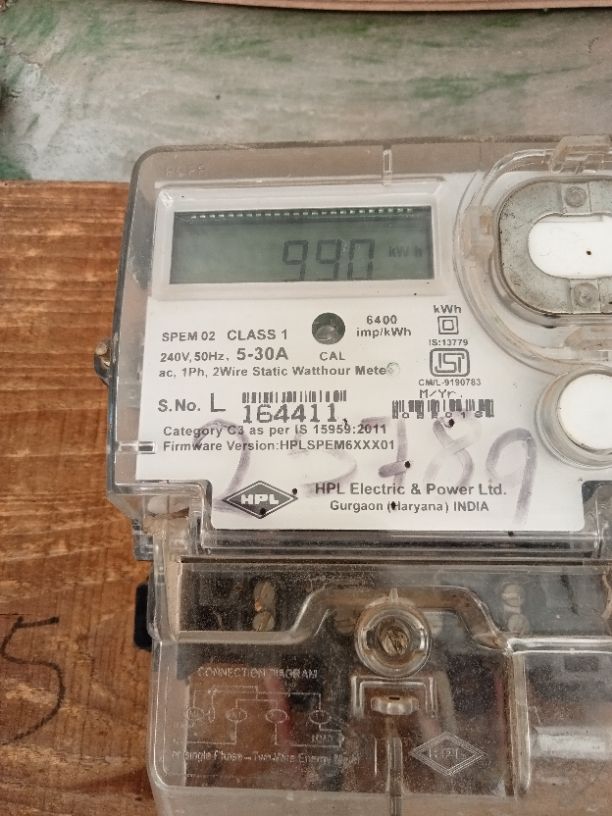 990 kWh
SPEM 02 CLASS 1
6400
imp/kWh
kWh
IS:13779
240V, 50Hz, 5-30A
CAL
ac, 1Ph, 2Wire Static Watthour Meter
CM/L-9190783
M/Yr.
S.No. L 164411
Category C3 as per IS 15959:2011
Firmware Version:HPLSPEM6XXX01
HPL
HPL Electric & Power Ltd.
Gurgaon (Haryana) INDIA
5
CONNECTION DIAGRAM
HPL